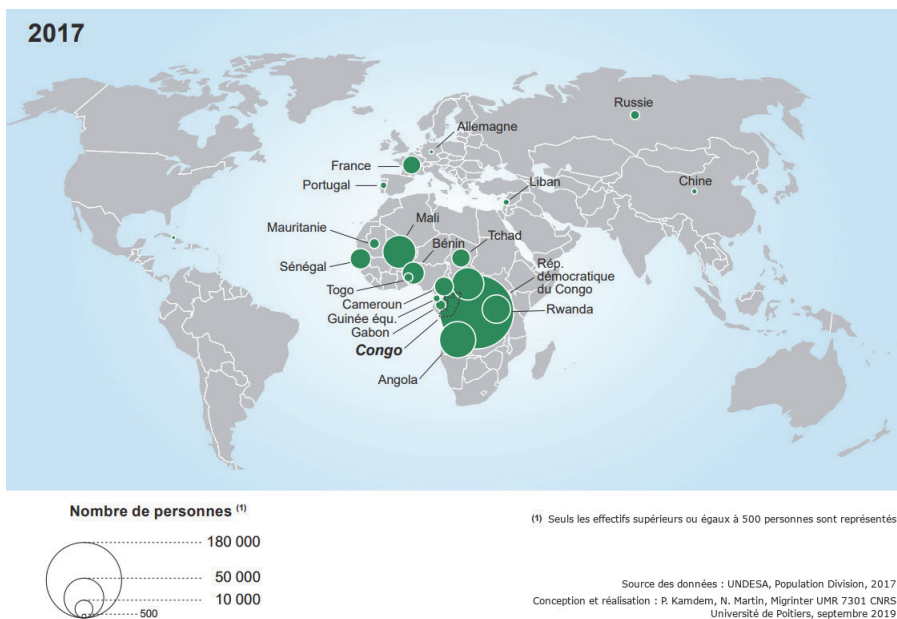 2017
Russie
Allemagne
France
Portugal
Liban
Chine
Mali
Mauritanie
Bénin
Tchad
Sénégal
Rép.
démocratique
du Congo
Togo
Cameroun
Rwanda
Guinée équ.
Gabon
Congo
Angola
Nombre de personnes (1)
180 000
50 000
10 000
500
(1) Seuls les effectifs supérieurs ou égaux à 500 personnes sont représentés
Source des données : UNDESA, Population Division, 2017
Conception et réalisation : P. Kamdem, N. Martin, Migrinter UMR 7301 CNRS
Université de Poitiers, septembre 2019